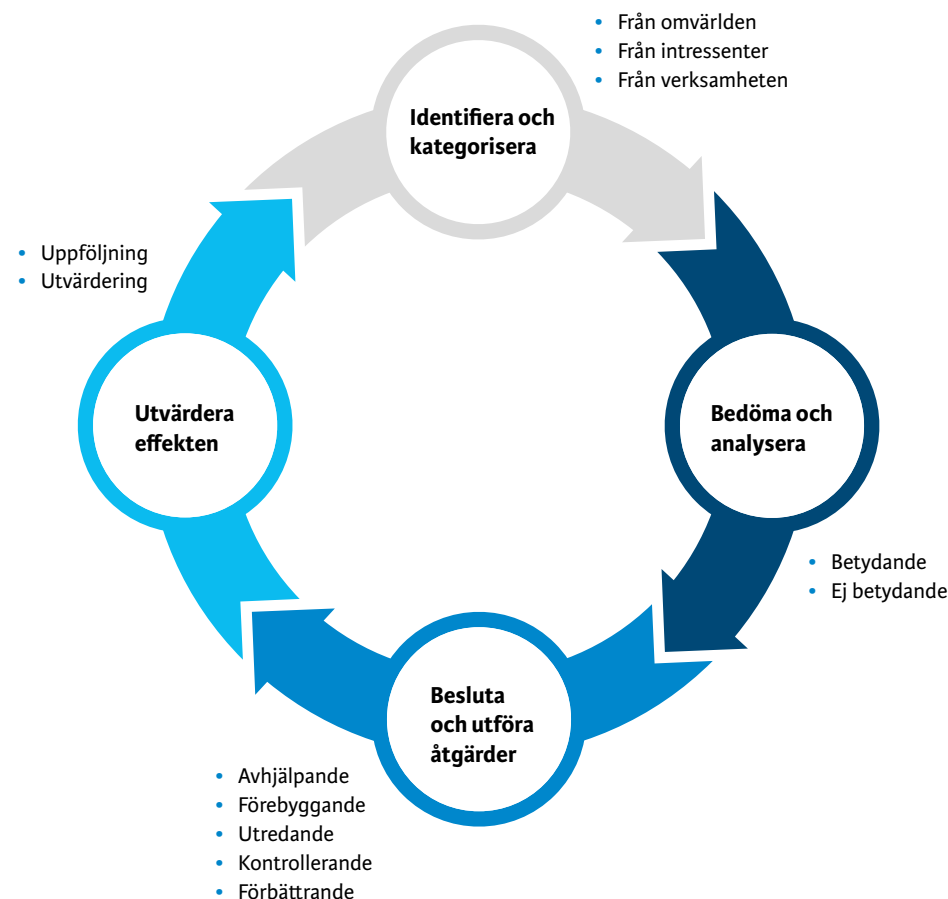 Från omvärlden
Från intressenter
Från verksamheten
Identifiera och
kategorisera
Bedöma och
analysera
Betydande
Ej betydande
Besluta
och utföra
åtgärder
Avhjälpande
Förebyggande
Utredande
Kontrollerande
Förbättrande
Utvärdera
effekten
Uppföljning
Utvärdering